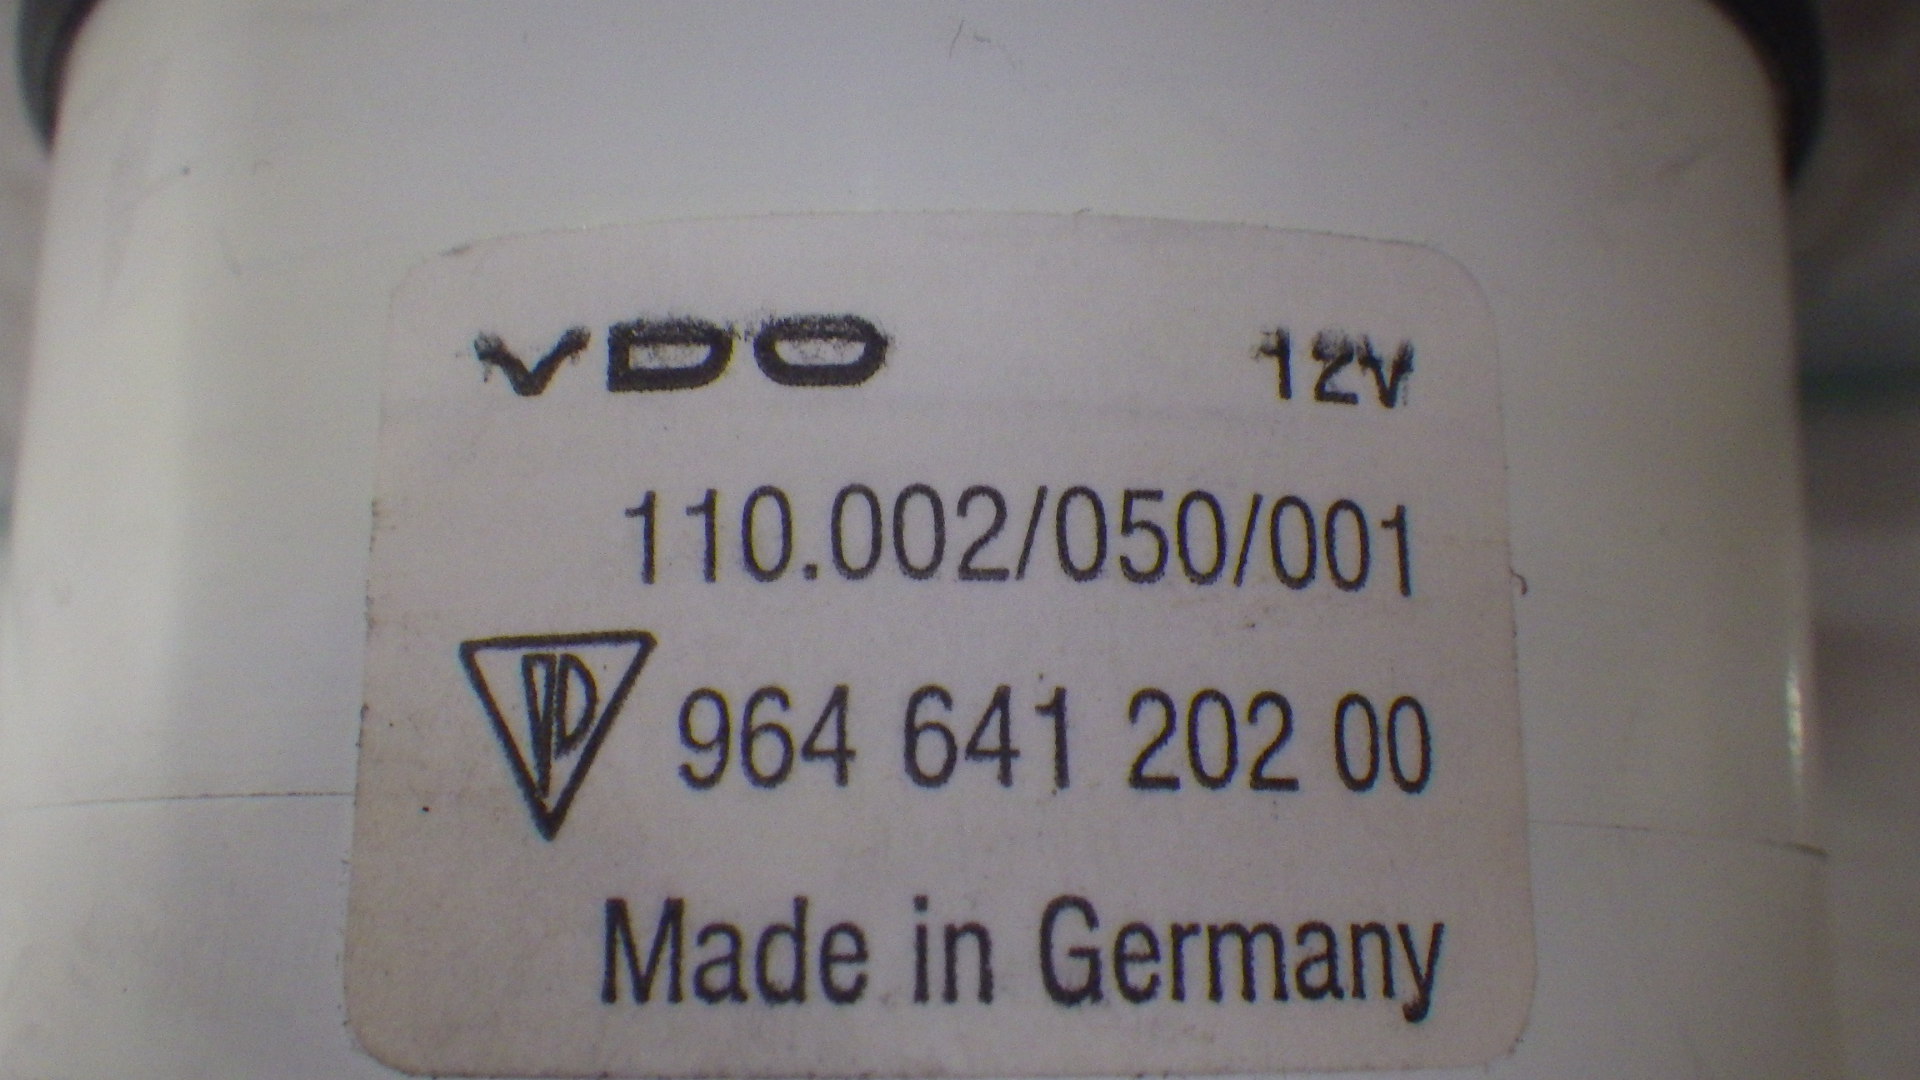 VDO 12V
110.002/050/001
964 641 202 00
Made in Germany